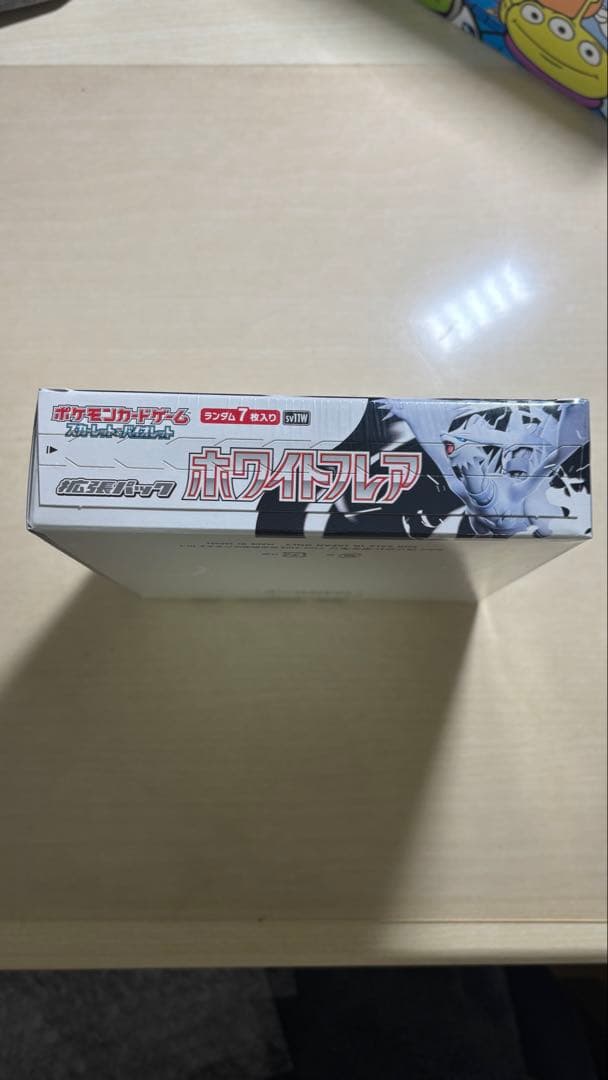 ポケモンカードゲーム
スカーレット&バイオレット
ランダム7枚入り
sv11W
拡張パック
ホワイトフレア